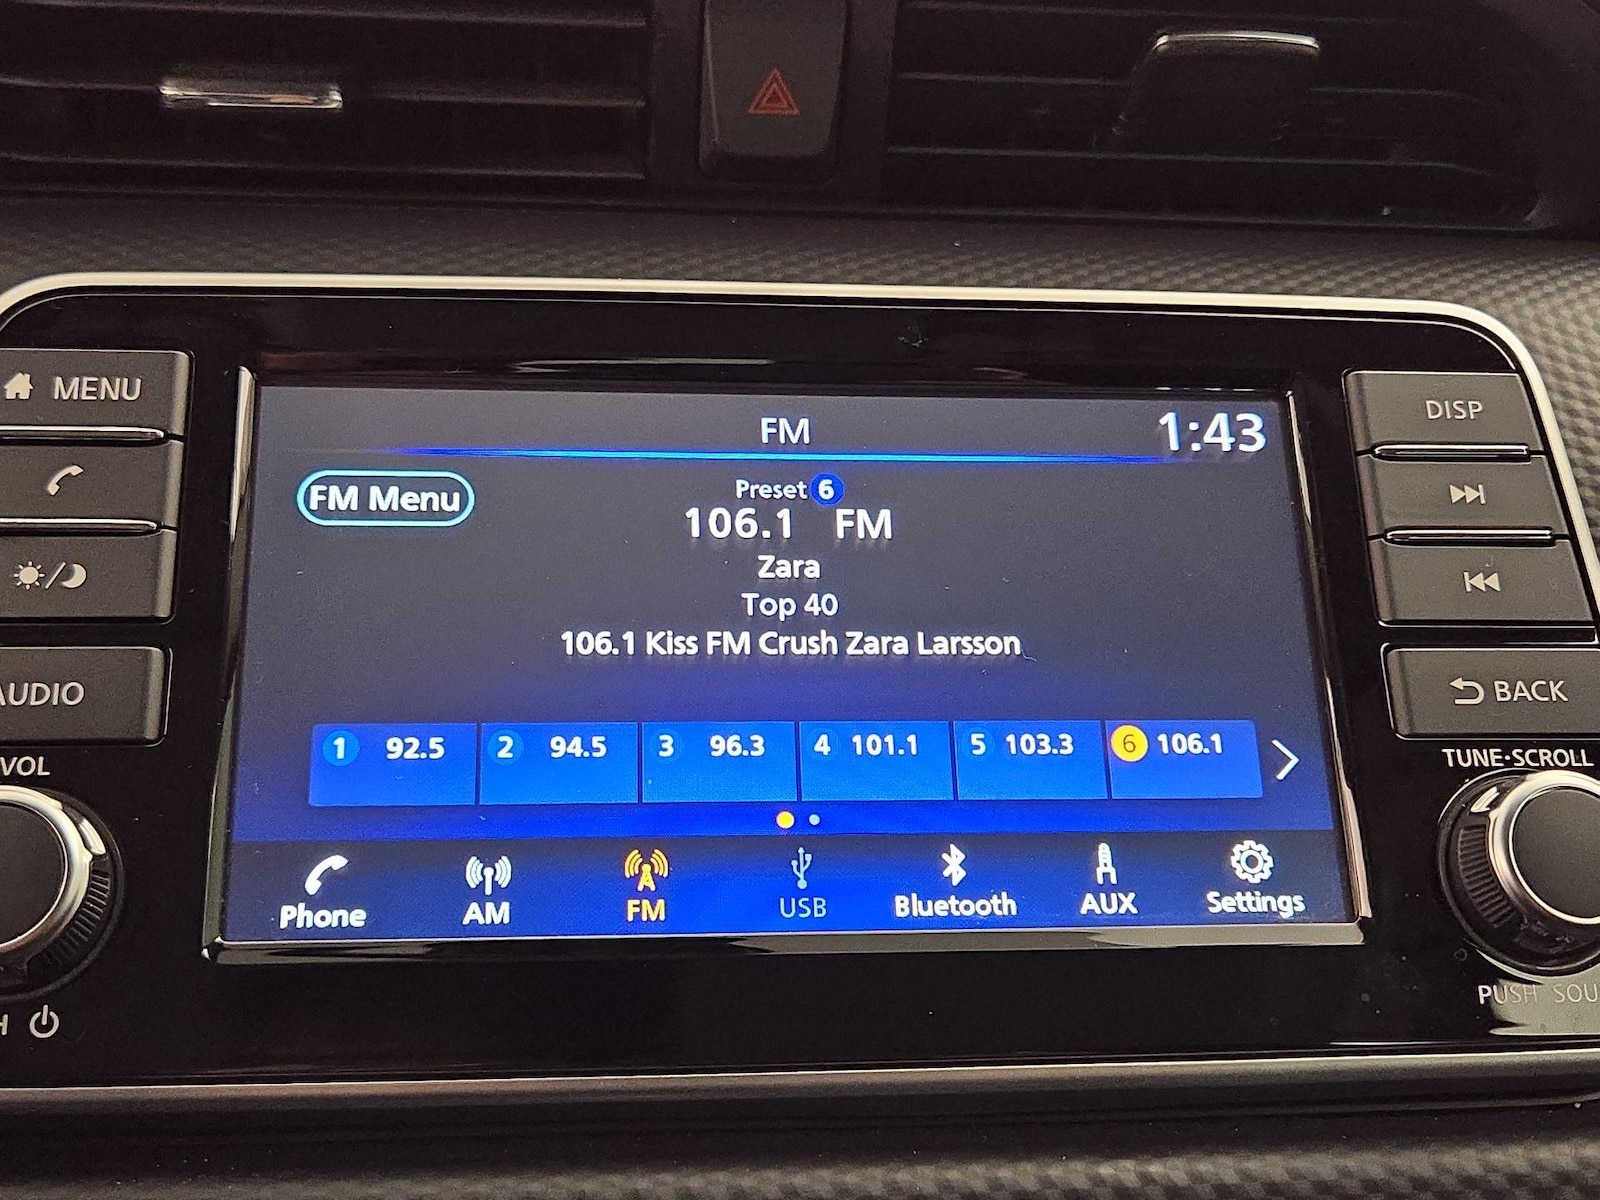 MENU
DISP
FM
1:43
FM Menu
Preset 6
106.1 FM
Zara
Top 40
106.1 Kiss FM Crush Zara Larsson
AUDIO
BACK
VOL
TUNE•SCROLL
1 92.5 2 94.5 3 96.3 4 101.1 5 103.3 6 106.1
Phone AM FM USB Bluetooth AUX Settings
PUSH SOU